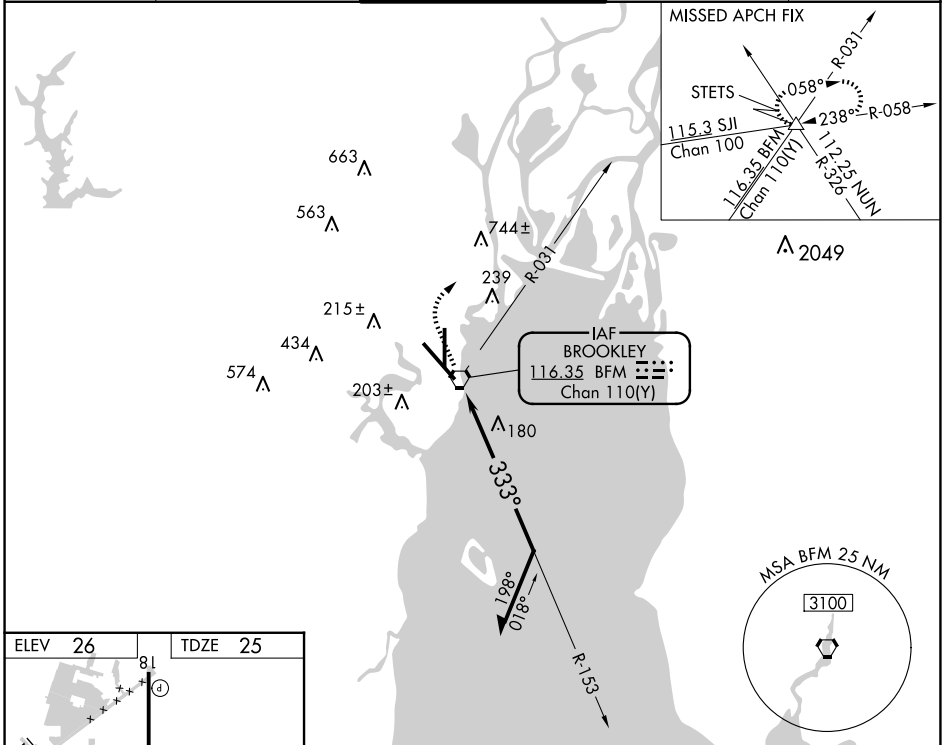 MISSED APCH FIX
R-031
STETS
058°
238°
R-058
115.3 SJI
Chan 100
116.35 BFM
Chan 110(Y)
112.25 NUN
R-326
663
563
744±
2049
R-031
239
215±
434
574
203±
IAF
BROOKLEY
116.35 BFM
Chan 110(Y)
180
333°
198°
018°
R-153
MSA BFM 25 NM
3100
ELEV 26
TDZE 25
18
P